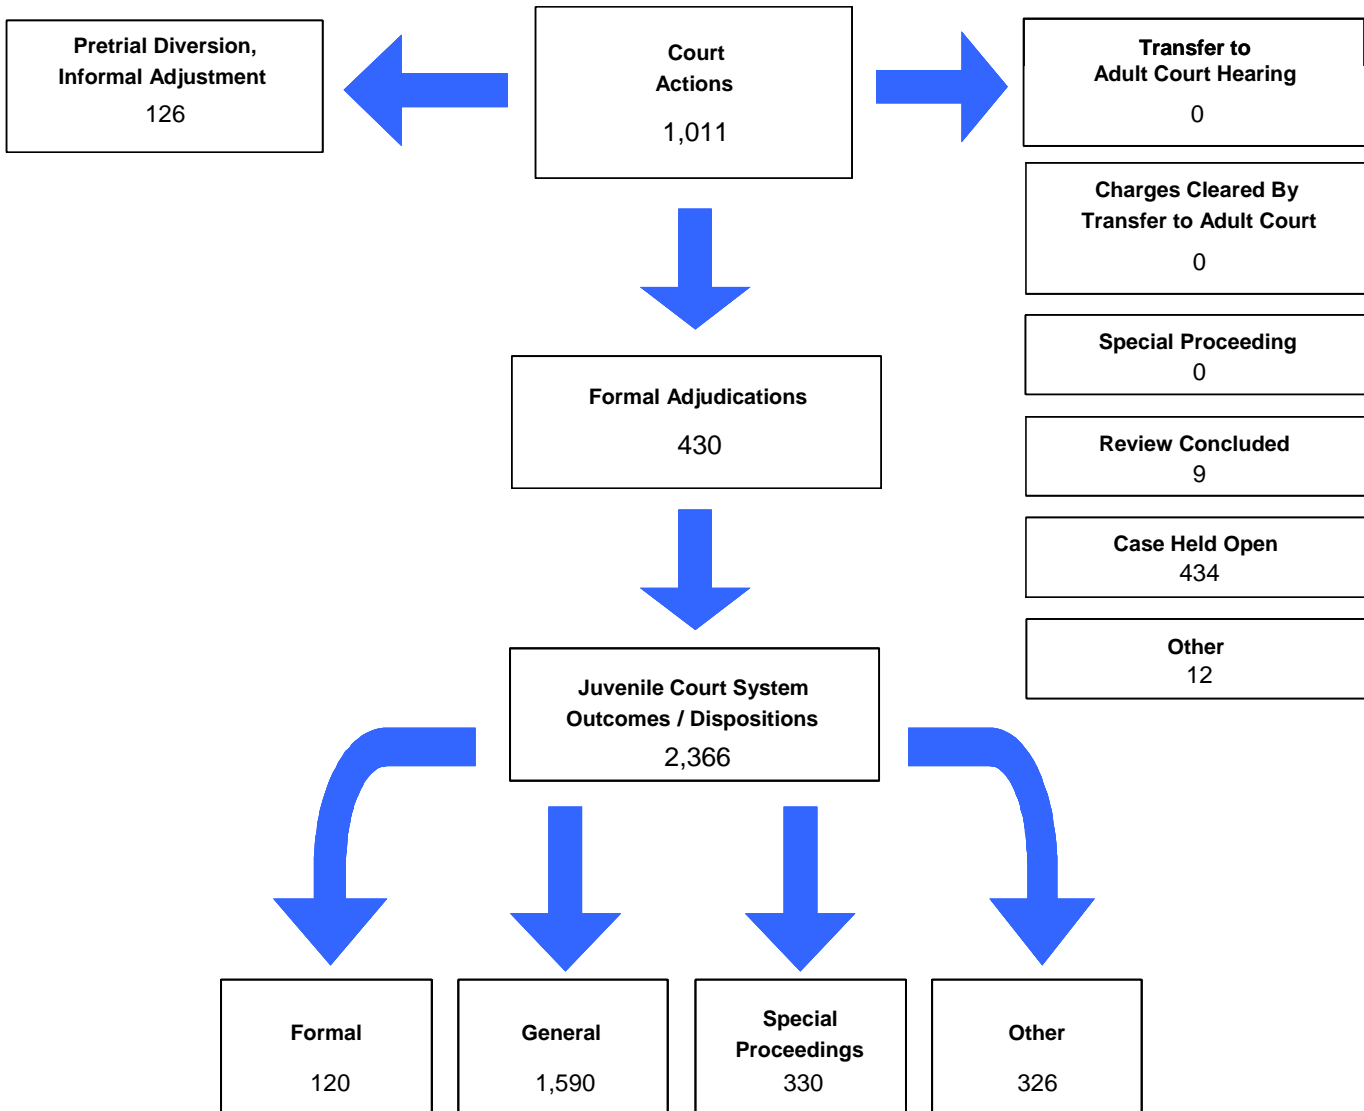 Pretrial Diversion,
Informal Adjustment
126
Court
Actions
1,011
Transfer to
Adult Court Hearing
0
Charges Cleared By
Transfer to Adult Court
0
Special Proceeding
0
Review Concluded
9
Case Held Open
434
Other
12
Formal Adjudications
430
Juvenile Court System
Outcomes / Dispositions
2,366
Formal
120
General
1,590
Special
Proceedings
330
Other
326